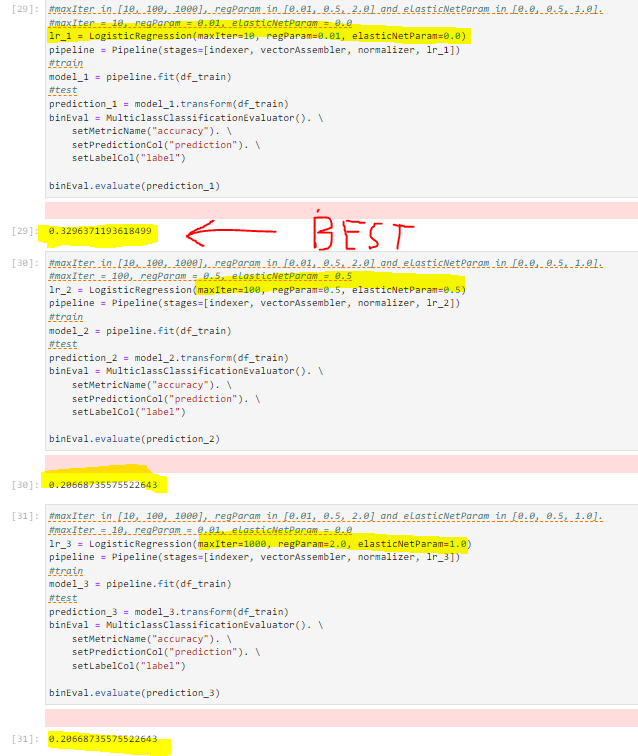 [29]: #maxIter in [10, 100, 1000], regParam in [0.01, 0.5, 2.0] and elasticNetParam in [0.0, 0.5, 1.0].
#maxIter = 10, regParam = 0.01, elasticNetParam = 0.0
lr_1 = LogisticRegression(maxIter=10, regParam=0.01, elasticNetParam=0.0)
pipeline = Pipeline(stages=[indexer, vectorAssembler, normalizer, lr_1])
#train
model_1 = pipeline.fit(df_train)
#test
prediction_1 = model_1.transform(df_train)
binEval = MulticlassClassificationEvaluator(). \
setMetricName("accuracy"). \
setPredictionCol("prediction"). \
setLabelCol("label")
binEval.evaluate(prediction_1)
[29]: 0.3296371193618499
BEST
[30]: #maxIter in [10, 100, 1000], regParam in [0.01, 0.5, 2.0] and elasticNetParam in [0.0, 0.5, 1.0].
#maxIter = 100, regParam = 0.5, elasticNetParam = 0.5
lr_2 = LogisticRegression(maxIter=100, regParam=0.5, elasticNetParam=0.5)
pipeline = Pipeline(stages=[indexer, vectorAssembler, normalizer, lr_2])
#train
model_2 = pipeline.fit(df_train)
#test
prediction_2 = model_2.transform(df_train)
binEval = MulticlassClassificationEvaluator(). \
setMetricName("accuracy"). \
setPredictionCol("prediction"). \
setLabelCol("label")
binEval.evaluate(prediction_2)
[30]: 0.20668735575522643
[31]: #maxIter in [10, 100, 1000], regParam in [0.01, 0.5, 2.0] and elasticNetParam in [0.0, 0.5, 1.0].
#maxIter = 10, regParam = 0.01, elasticNetParam = 0.0
lr_3 = LogisticRegression(maxIter=1000, regParam=2.0, elasticNetParam=1.0)
pipeline = Pipeline(stages=[indexer, vectorAssembler, normalizer, lr_3])
#train
model_3 = pipeline.fit(df_train)
#test
prediction_3 = model_3.transform(df_train)
binEval = MulticlassClassificationEvaluator(). \
setMetricName("accuracy"). \
setPredictionCol("prediction"). \
setLabelCol("label")
binEval.evaluate(prediction_3)
[31]: 0.20668735575522643